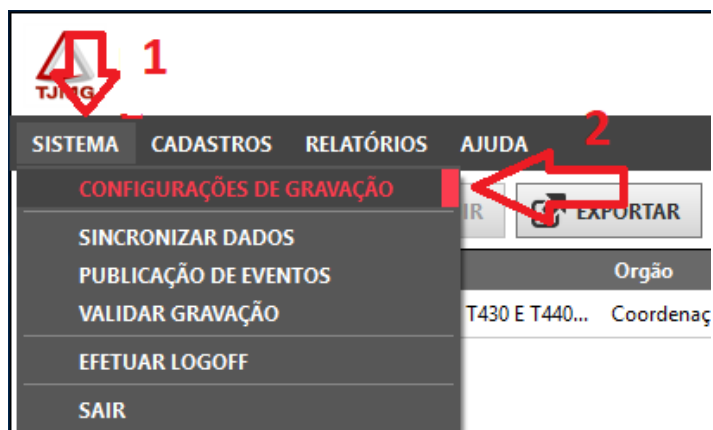 1
TJMG
2
SISTEMA CADASTROS RELATÓRIOS AJUDA
CONFIGURAÇÕES DE GRAVAÇÃO
IR EXPORTAR
SINCRONIZAR DADOS
PUBLICAÇÃO DE EVENTOS
Orgão
VALIDAR GRAVAÇÃO
T430 E T440... Coordenaç
EFETUAR LOGOFF
SAIR